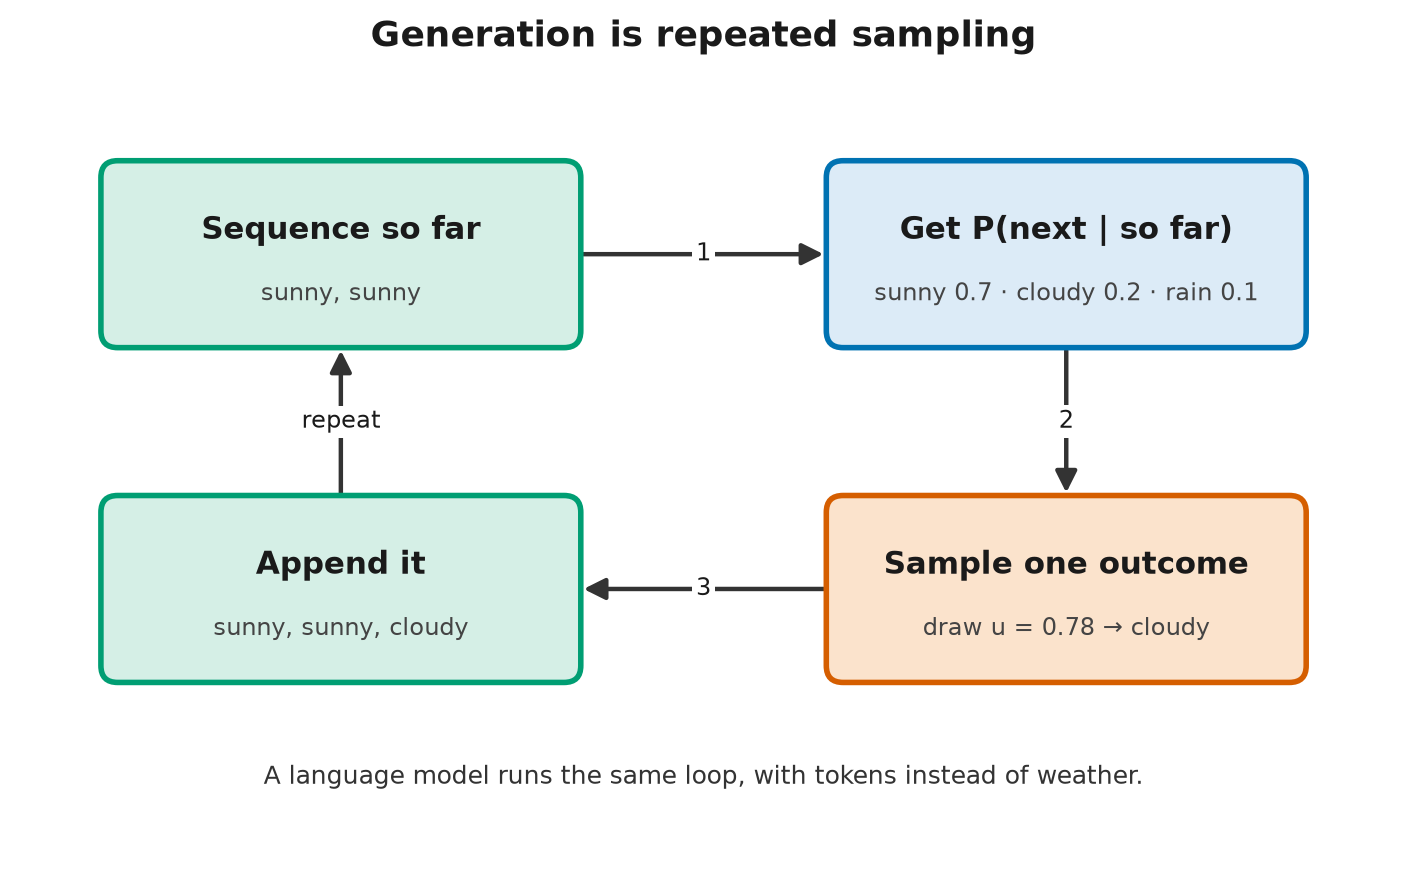 Generation is repeated sampling
Sequence so far
sunny, sunny
1
Get P(next | so far)
sunny 0.7 · cloudy 0.2 · rain 0.1
repeat
2
Append it
sunny, sunny, cloudy
3
Sample one outcome
draw u = 0.78 → cloudy
A language model runs the same loop, with tokens instead of weather.